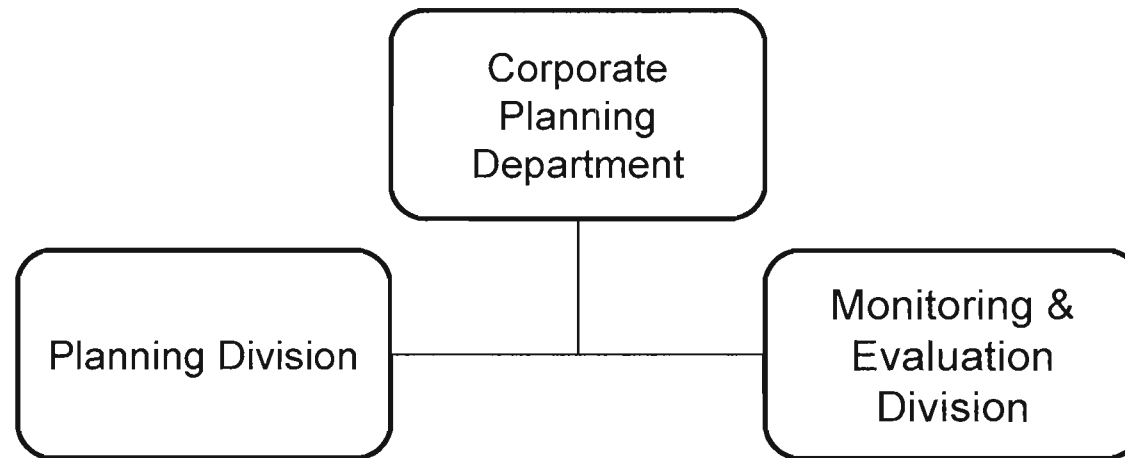 Corporate
Planning
Department
Planning Division
Monitoring &
Evaluation
Division